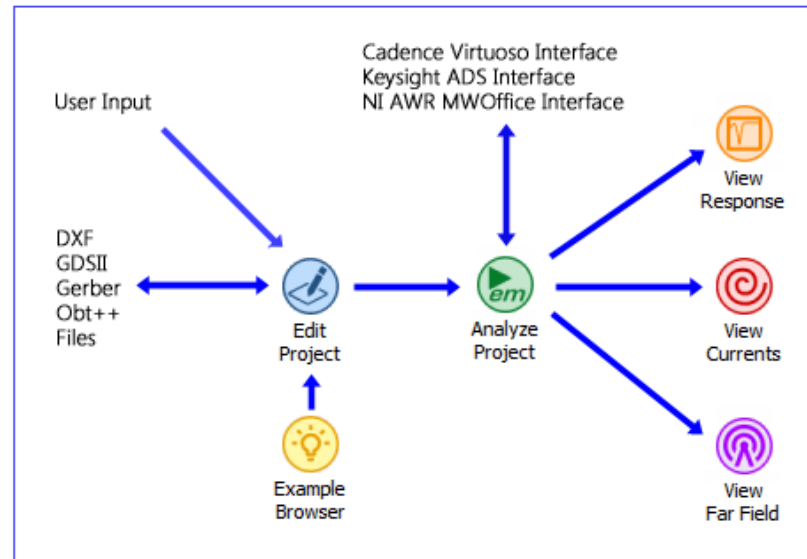 Cadence Virtuoso Interface
Keysight ADS Interface
NI AWR MWOffice Interface
User Input
View
Response
DXF
GDSII
Gerber
Obt++
Files
Edit
Project
em
Analyze
Project
View
Currents
Example
Browser
View
Far Field